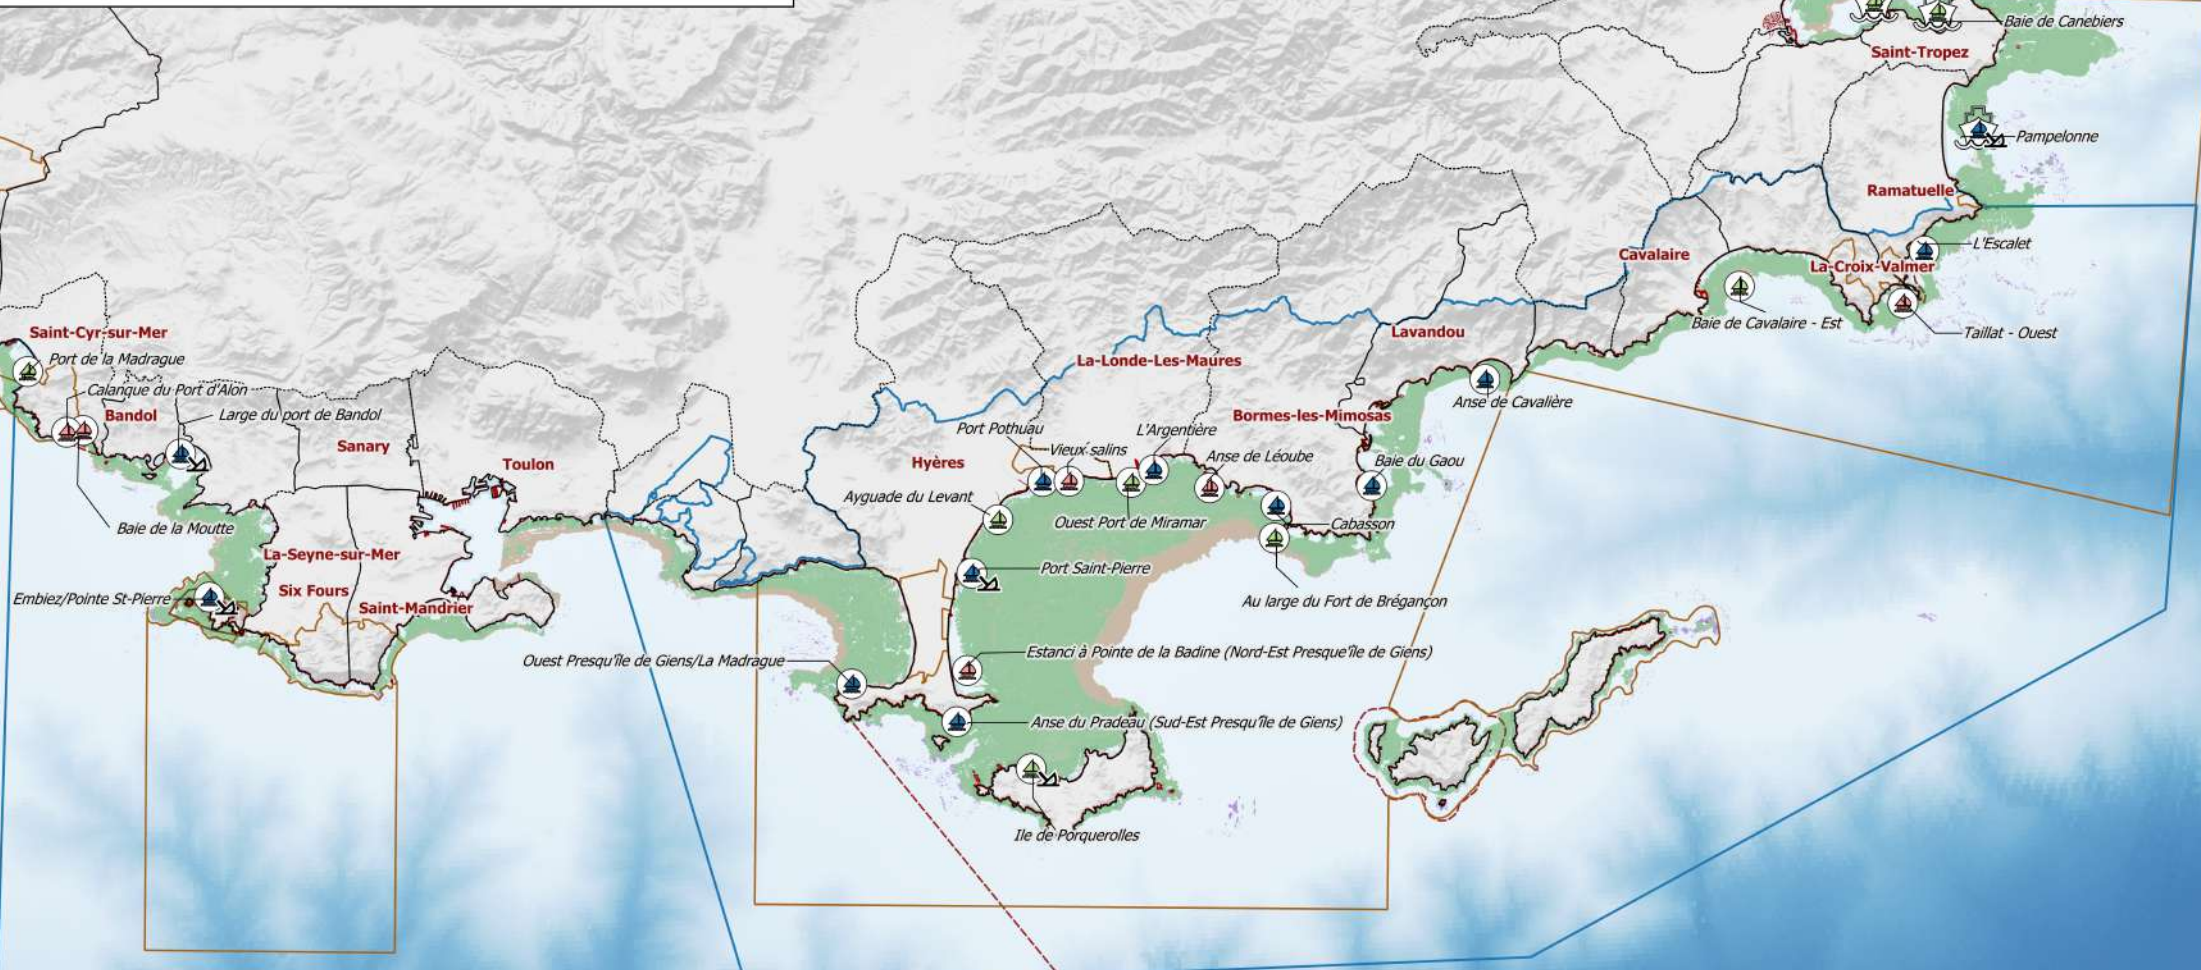 Baie de Canebiers
Saint-Tropez
Pampelonne
Ramatuelle
L'Escalet
Cavalaire
La-Croix-Valmer
Baie de Cavalaire - Est
Taillat - Ouest
Saint-Cyr-sur-Mer
Port de la Madrague
Calanque du Port d'Alon
Bandol
Large du port de Bandol
Sanary
Toulon
Baie de la Moutte
La-Seyne-sur-Mer
Six Fours
Embiez/Pointe St-Pierre
Saint-Mandrier
Lavandou
La-Londe-Les-Maures
Anse de Cavalière
Bormes-les-Mimosas
Port Pothuau
L'Argentière
Vieux salins
Anse de Léoube
Hyères
Baie du Gaou
Ayguade du Levant
Ouest Port de Miramar
Cabasson
Port Saint-Pierre
Au large du Fort de Brégançon
Estanci à Pointe de la Badine (Nord-Est Presque'île de Giens)
Ouest Presqu'île de Giens/La Madrague
Anse du Pradeau (Sud-Est Presqu'île de Giens)
Ile de Porquerolles